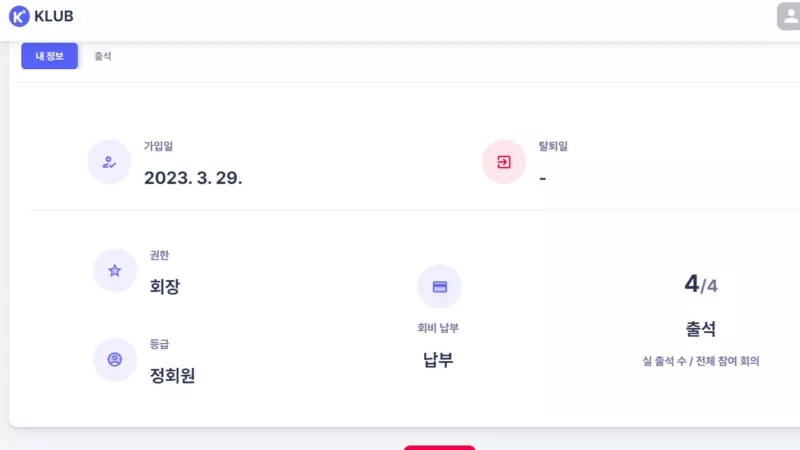 KLUB
내 정보
출석
가입일
2023. 3. 29.
탈퇴일
-
권한
회장
등급
정회원
회비 납부
납부
4/4
출석
실 출석 수 / 전체 참여 회의